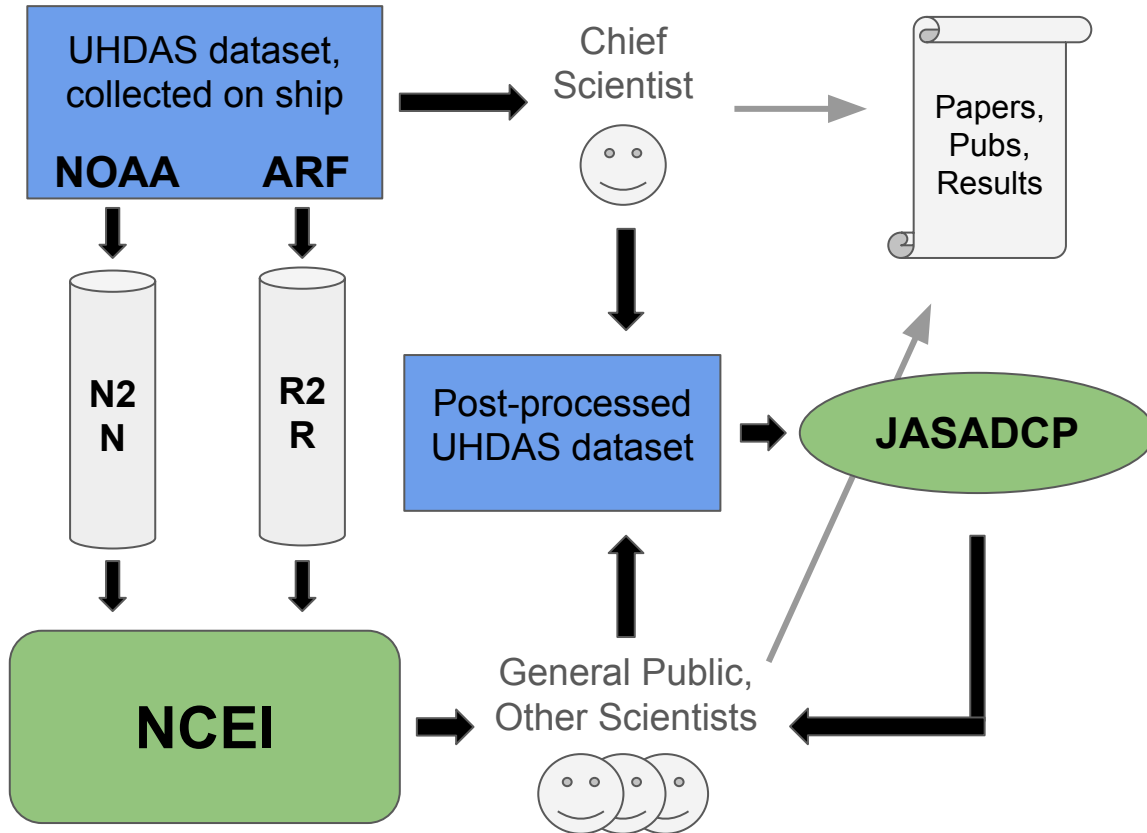 UHDAS dataset,
collected on ship
NOAA ARF
Chief
Scientist
Papers,
Pubs,
Results
N2
N
R2
R
Post-processed
UHDAS dataset
JASADCP
NCEI
General Public,
Other Scientists